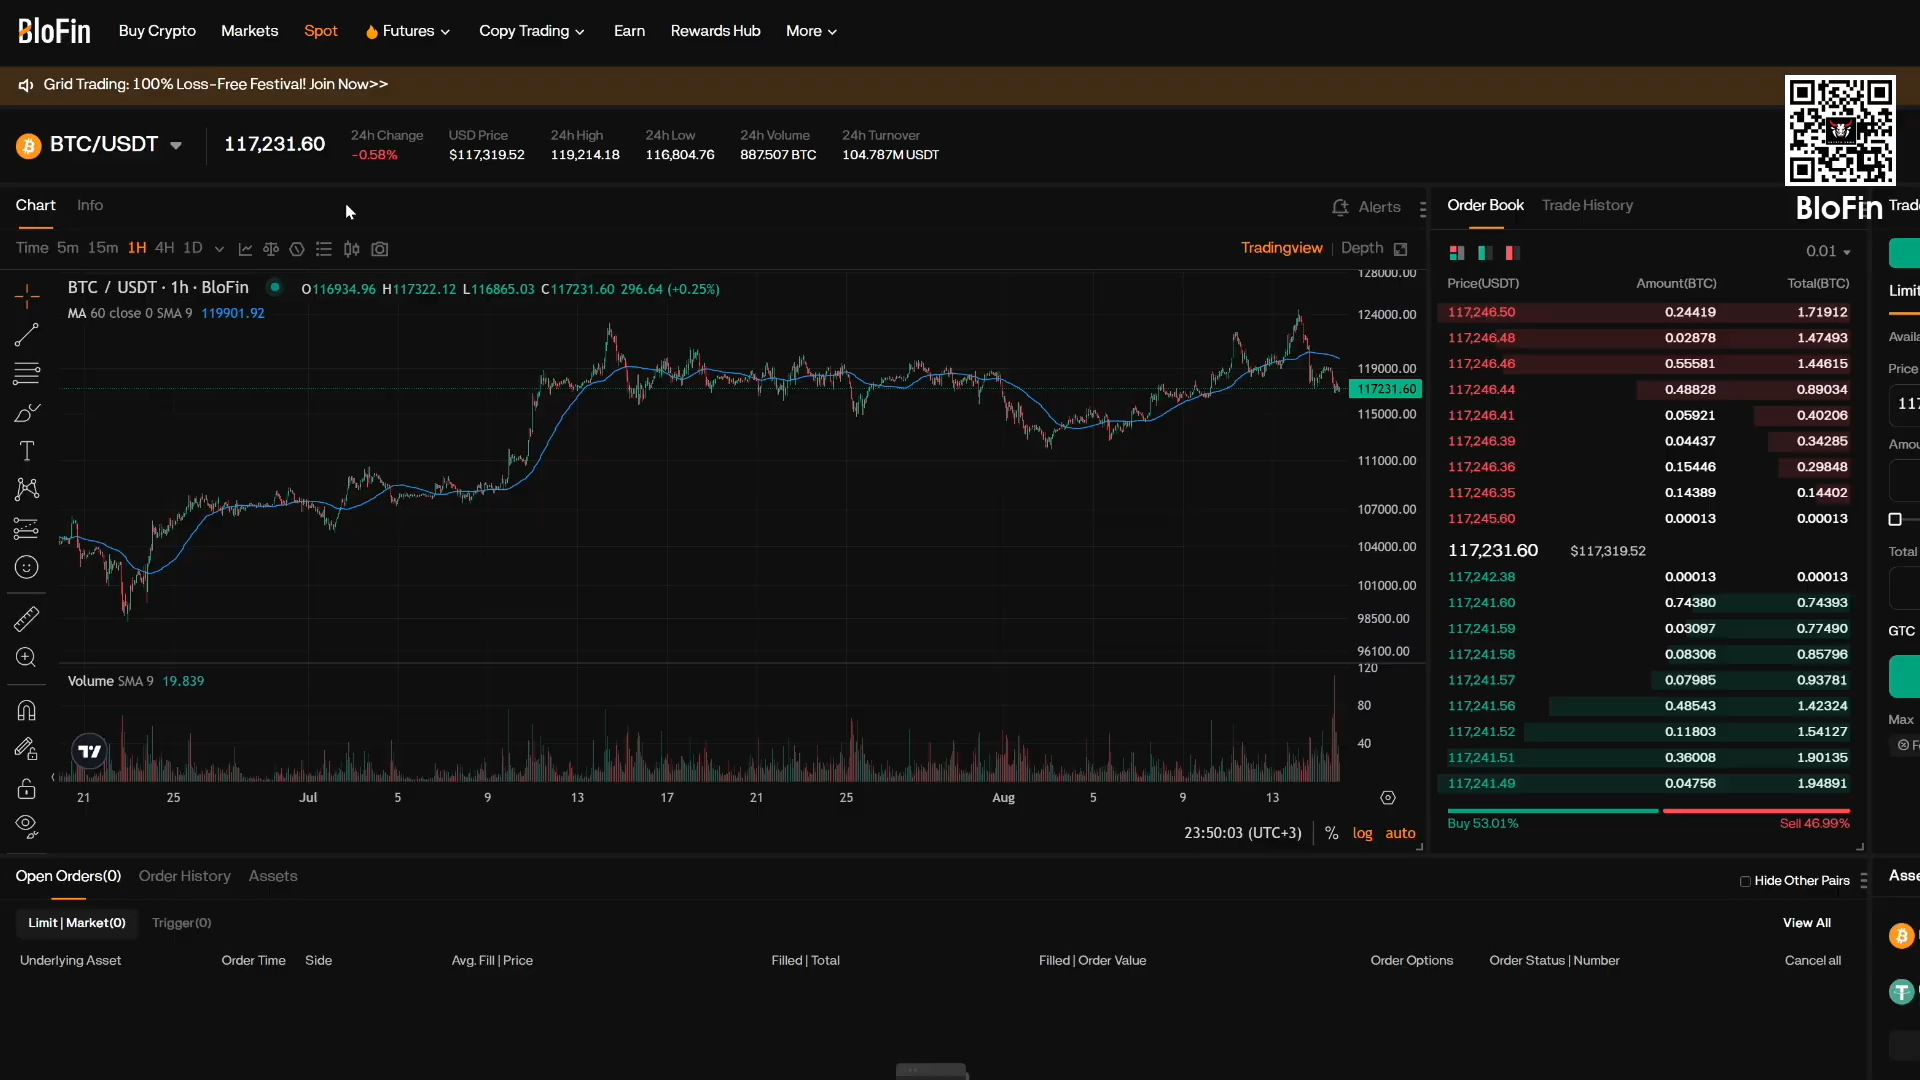 BloFin Buy Crypto Markets Spot Futures Copy Trading Earn Rewards Hub More
Grid Trading: 100% Loss-Free Festival! Join Now>>
BTC/USDT 117,231.60
24h Change USD Price 24h High 24h Low 24h Volume 24h Turnover
-0.58% $117,319.52 119,214.18 116,804.76 887.507 BTC 104.787M USDT
BloFin
Chart Info Alerts
Time 5m 15m 1H 4H 1D Tradingview | Depth
BTC / USDT · 1h · BloFin O116934.96 H117322.12 L116865.03 C117231.60 296.64 (+0.25%)
MA 60 close 0 SMA 9 119901.92
128000.00
124000.00
119000.00
117231.60
115000.00
111000.00
107000.00
104000.00
101000.00
98500.00
96100.00
Volume SMA 9 19.839
120
80
40
21 25 Jul 5 9 13 17 21 25 Aug 5 9 13
23:50:03 (UTC+3) % log auto
Order Book Trade History
0.01
Price(USDT) Amount(BTC) Total(BTC)
117,246.50 0.24419 1.71912
117,246.48 0.02878 1.47493
117,246.46 0.55581 1.44615
117,246.44 0.48828 0.89034
117,246.41 0.05921 0.40206
117,246.39 0.04437 0.34285
117,246.36 0.15446 0.29848
117,246.35 0.14389 0.14402
117,245.60 0.00013 0.00013
117,231.60 $117,319.52
117,242.38 0.00013 0.00013
117,241.60 0.74380 0.74393
117,241.59 0.03097 0.77490
117,241.58 0.08306 0.85796
117,241.57 0.07985 0.93781
117,241.56 0.48543 1.42324
117,241.52 0.11803 1.54127
117,241.51 0.36008 1.90135
117,241.49 0.04756 1.94891
Buy 53.01% Sell 46.99%
Trad
Limit
Availa
Price
117
Amou
Total
GTC
Max
Fe
Open Orders(0) Order History Assets
Hide Other Pairs
Limit | Market(0) Trigger(0) View All
Underlying Asset Order Time Side Avg. Fill | Price Filled | Total Filled | Order Value Order Options Order Status | Number Cancel all
Asse